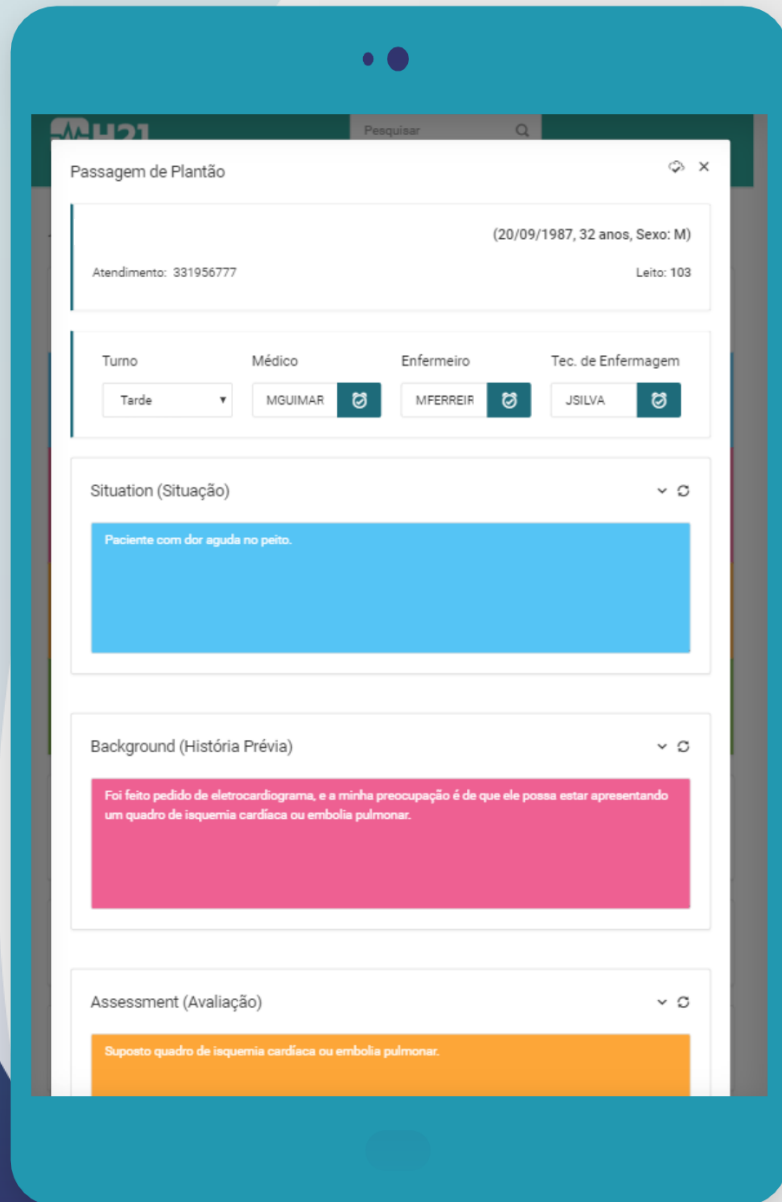 H21
Pesquisar
Passagem de Plantão
(20/09/1987, 32 anos, Sexo: M)
Atendimento: 331956777
Leito: 103
Turno Médico Enfermeiro Tec. de Enfermagem
Tarde MGUIMAR MFERREIR JSILVA
Situation (Situação)
Paciente com dor aguda no peito.
Background (História Prévia)
Foi feito pedido de eletrocardiograma, e a minha preocupação é de que ele possa estar apresentando
um quadro de isquemia cardíaca ou embolia pulmonar.
Assessment (Avaliação)
Suposto quadro de isquemia cardíaca ou embolia pulmonar.